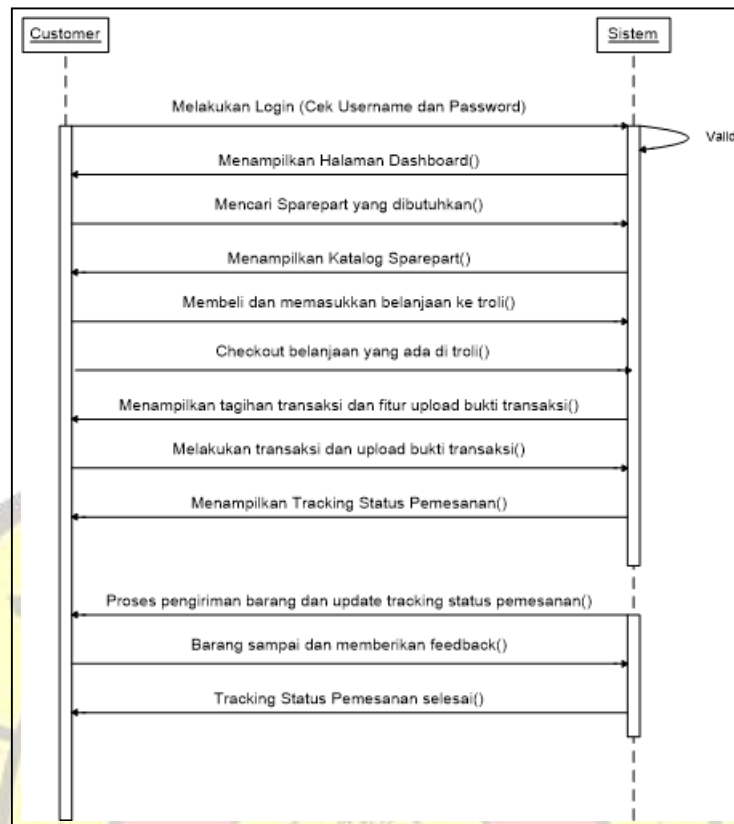 Customer
Sistem
Melakukan Login (Cek Username dan Password)
Menampilkan Halaman Dashboard()
Mencari Sparepart yang dibutuhkan()
Menampilkan Katalog Sparepart()
Membeli dan memasukkan belanjaan ke troli()
Checkout belanjaan yang ada di troli()
Menampilkan tagihan transaksi dan fitur upload bukti transaksi()
Melakukan transaksi dan upload bukti transaksi()
Menampilkan Tracking Status Pemesanan()
Proses pengiriman barang dan update tracking status pemesanan()
Barang sampai dan memberikan feedback()
Tracking Status Pemesanan selesai()